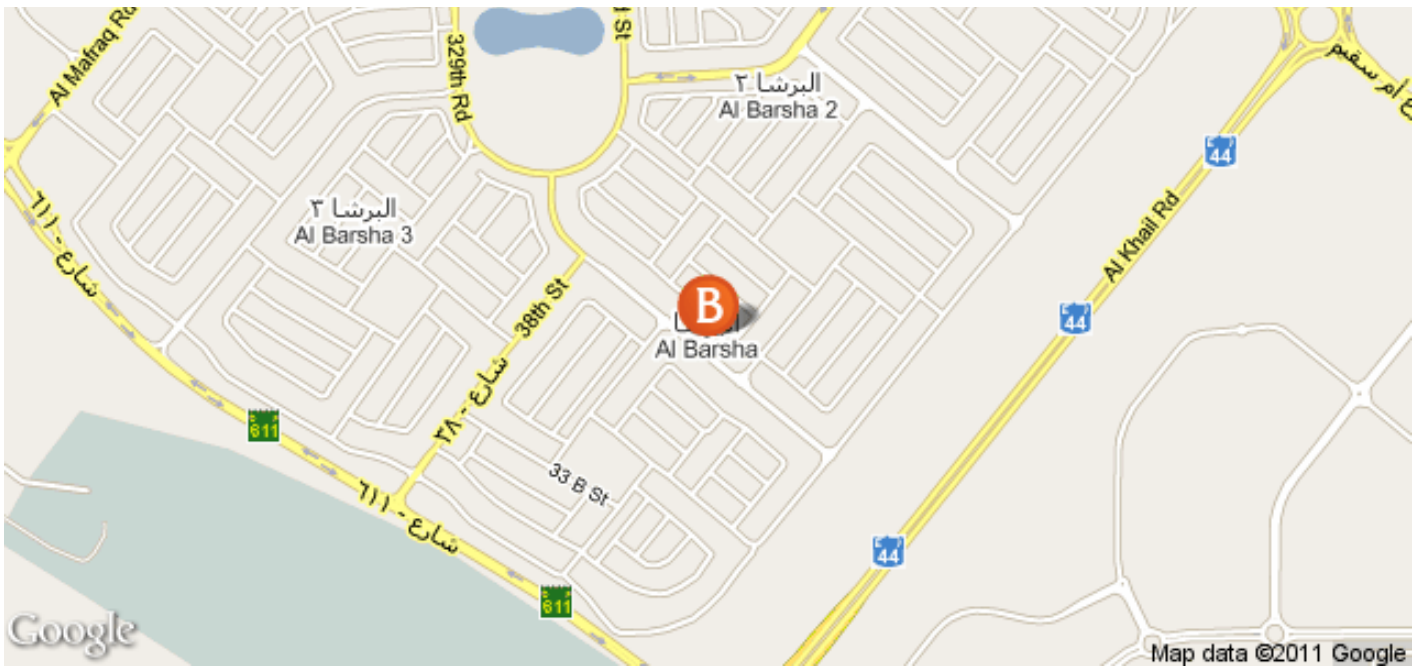 Al Mafraq Rd
329th Rd
d St
البرشا ٢
Al Barsha 2
44
شارع - ٦١١
البرشا ٣
Al Barsha 3
Al Khail Rd
44
38th St
B
Al Barsha
شارع - ٢٨
611
33 B St
شارع - ٦١١
44
611
Google
Map data ©2011 Google